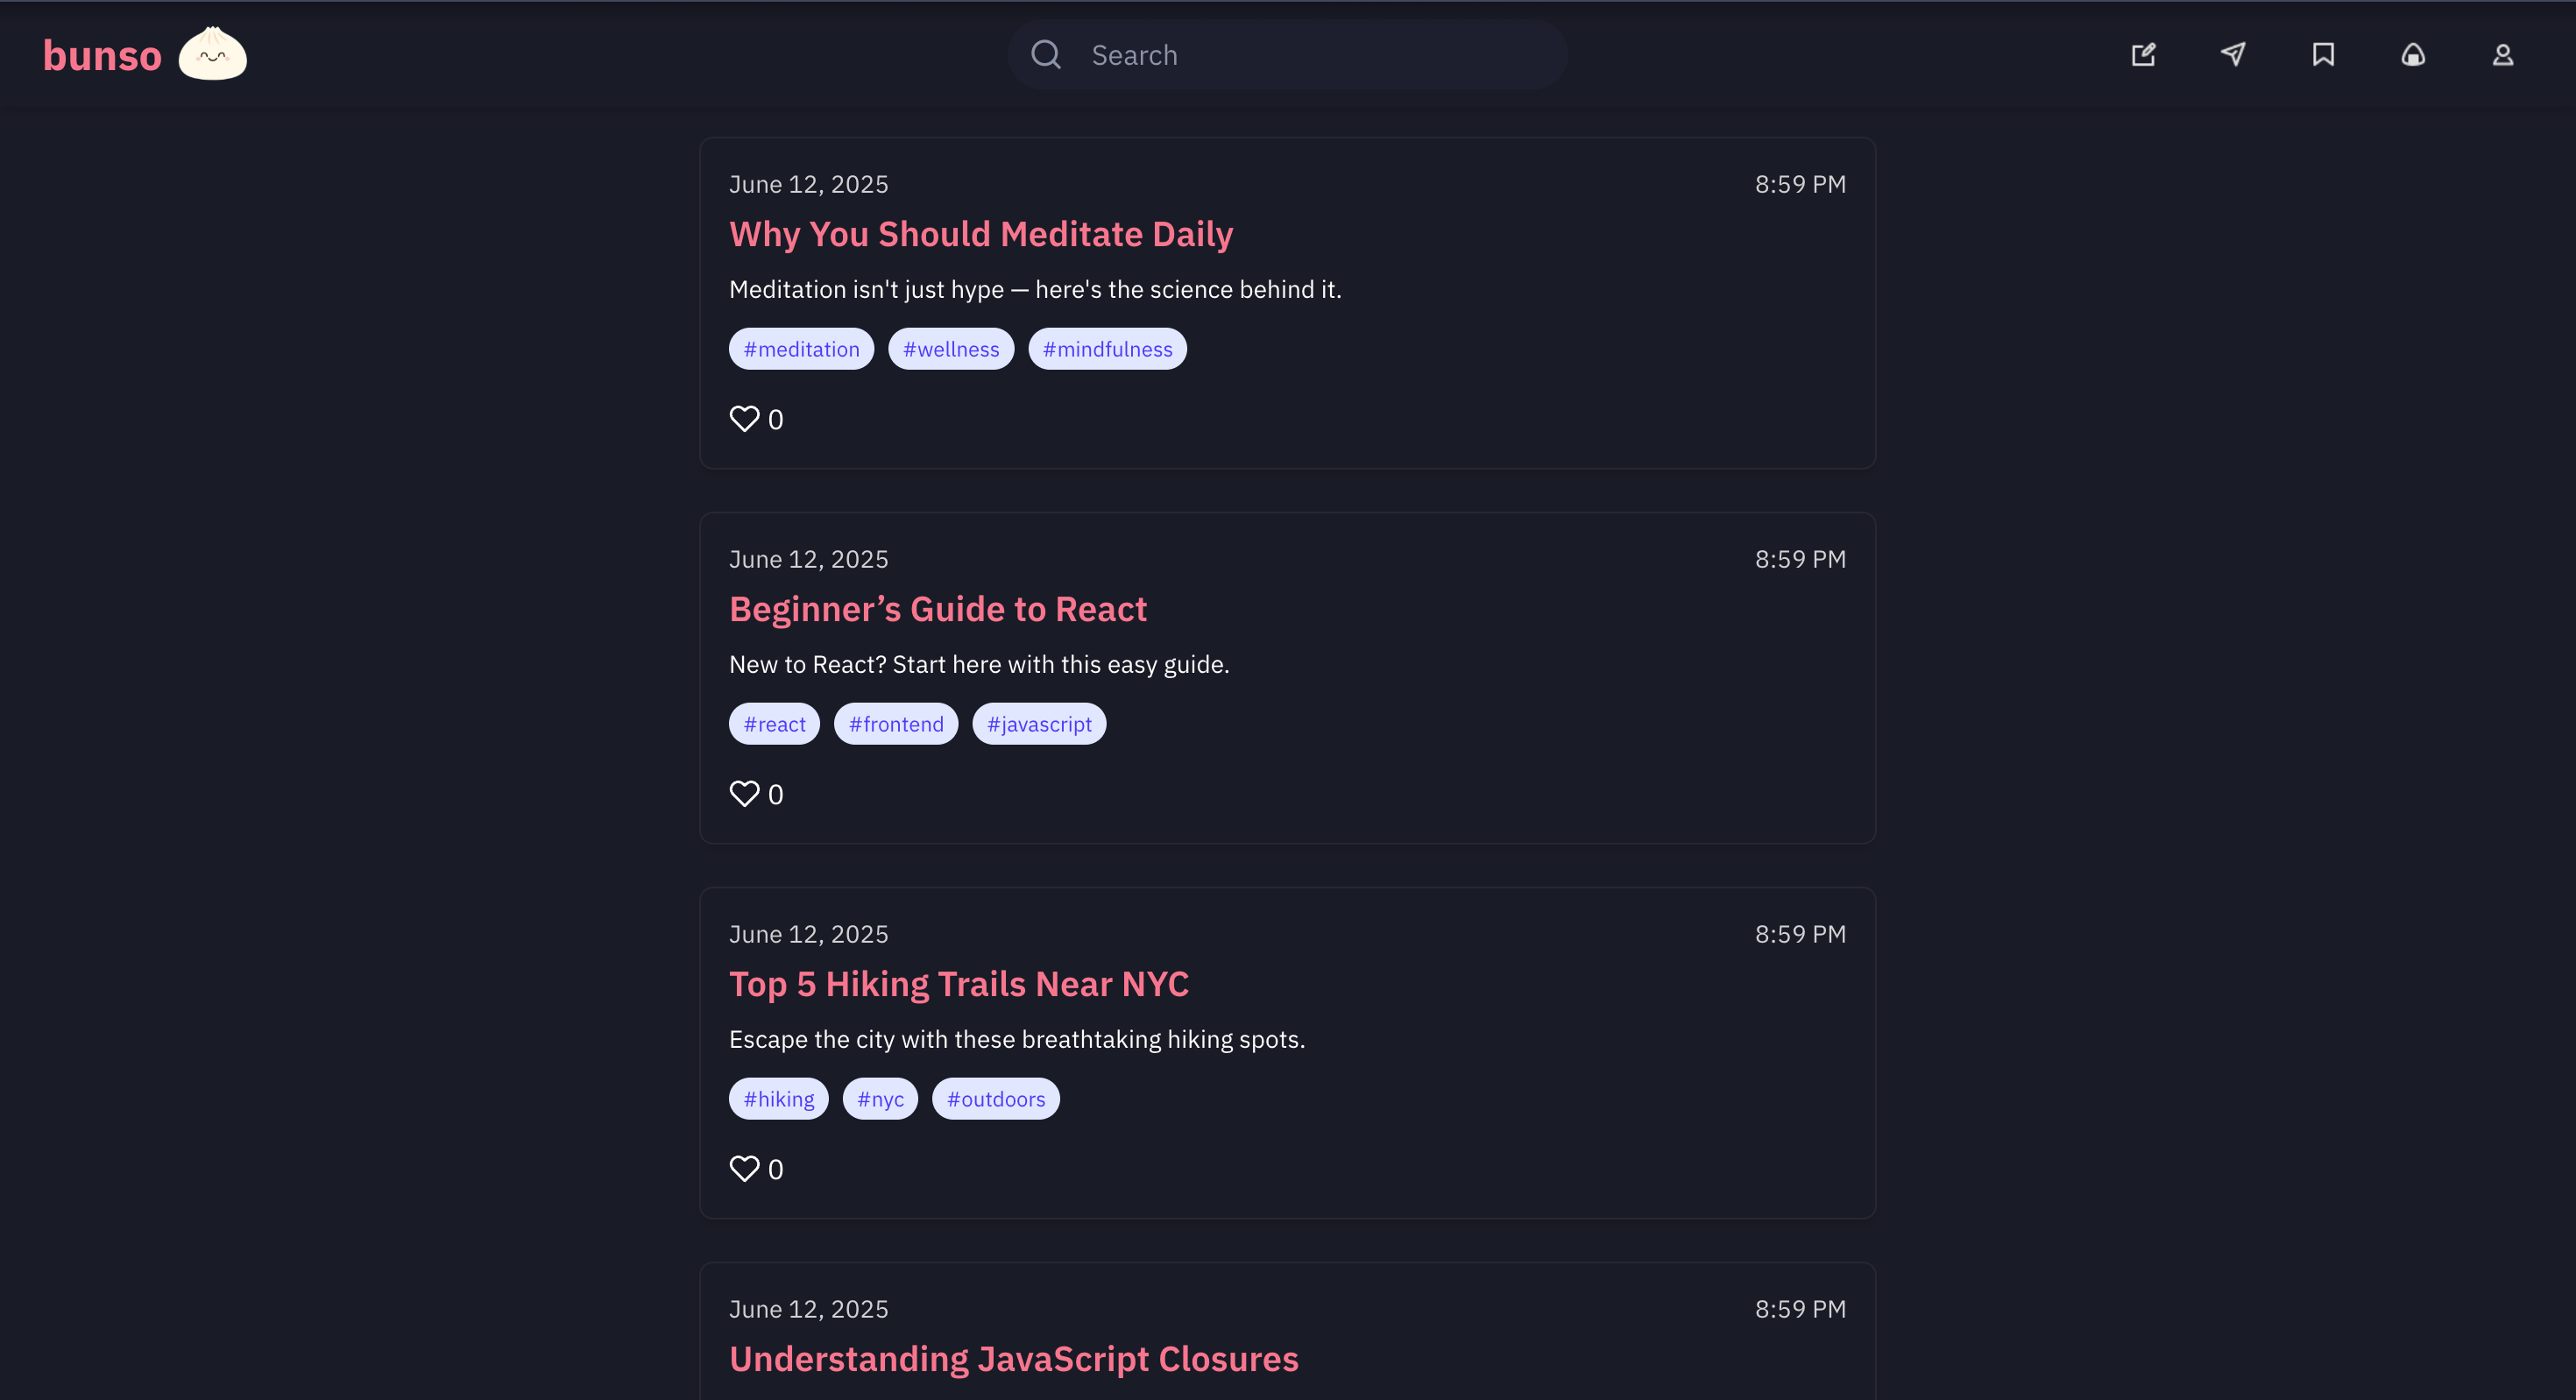 bunso
Search
June 12, 2025 8:59 PM
Why You Should Meditate Daily
Meditation isn't just hype — here's the science behind it.
#meditation #wellness #mindfulness
0
June 12, 2025 8:59 PM
Beginner’s Guide to React
New to React? Start here with this easy guide.
#react #frontend #javascript
0
June 12, 2025 8:59 PM
Top 5 Hiking Trails Near NYC
Escape the city with these breathtaking hiking spots.
#hiking #nyc #outdoors
0
June 12, 2025 8:59 PM
Understanding JavaScript Closures